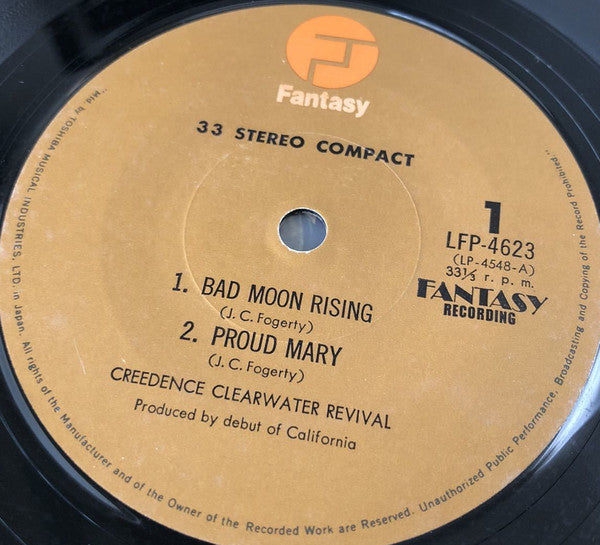 Fantasy
33 STEREO COMPACT
1
LFP-4623
(LP-4548-A)
33⅓ r. p. m.
FANTASY
RECORDING
1. BAD MOON RISING
(J. C. Fogerty)
2. PROUD MARY
(J. C. Fogerty)
CREEDENCE CLEARWATER REVIVAL
Produced by debut of California
"Mfd. by TOSHIBA MUSICAL INDUSTRIES, LTD. in Japan. All rights of the Manufacturer and of the Owner of the Recorded Work are Reserved. Unauthorized Public Performance, Broadcasting and Copying of the Record Prohibited."